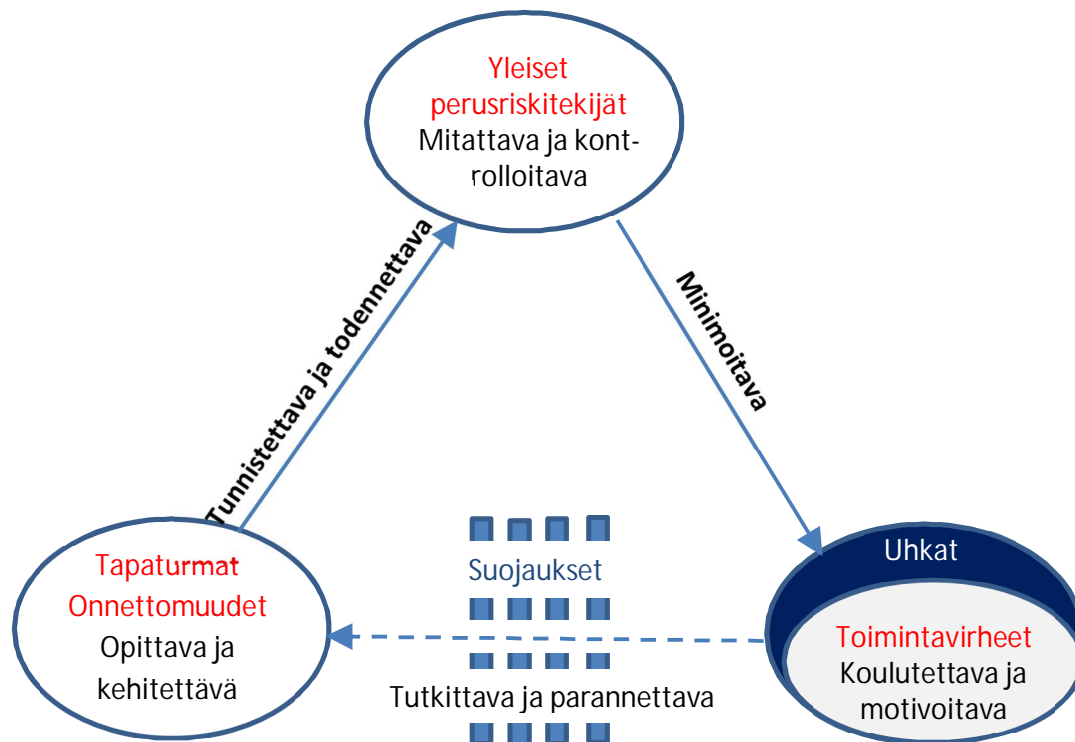 Yleiset
perusriskitekijät
Mitattava ja kont-
rolloitava
Tunnistettava ja todennettava
Minimoitava
Tapaturmat
Onnettomuudet
Opittava ja
kehitettävä
Suojaukset
Tutkittava ja parannettava
Uhkat
Toimintavirheet
Koulutettava ja
motivoitava